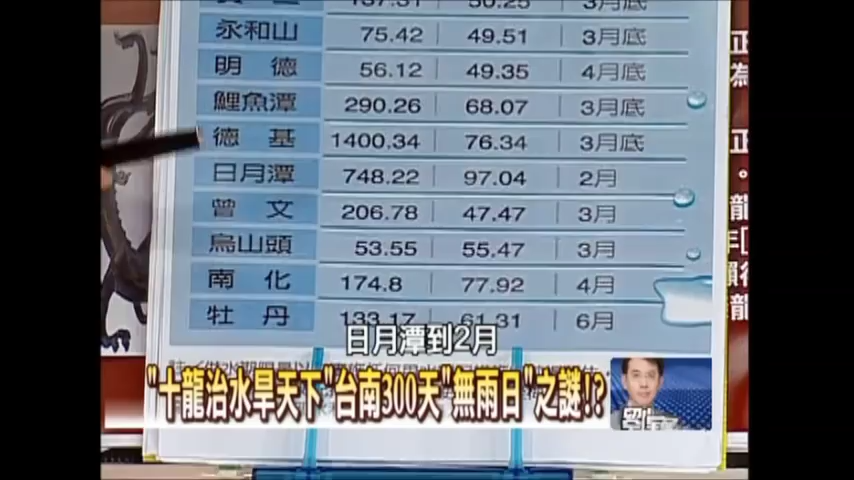 永和山 75.42 49.51 3月底
明德 56.12 49.35 4月底
鯉魚潭 290.26 68.07 3月底
德基 1400.34 76.34 3月底
日月潭 748.22 97.04 2月
曾文 206.78 47.47 3月
烏山頭 53.55 55.47 3月
南化 174.8 77.92 4月
牡丹 133.17 61.31 6月
日月潭到2月
"十龍治水旱天下"台南300天"無雨日"之謎!?